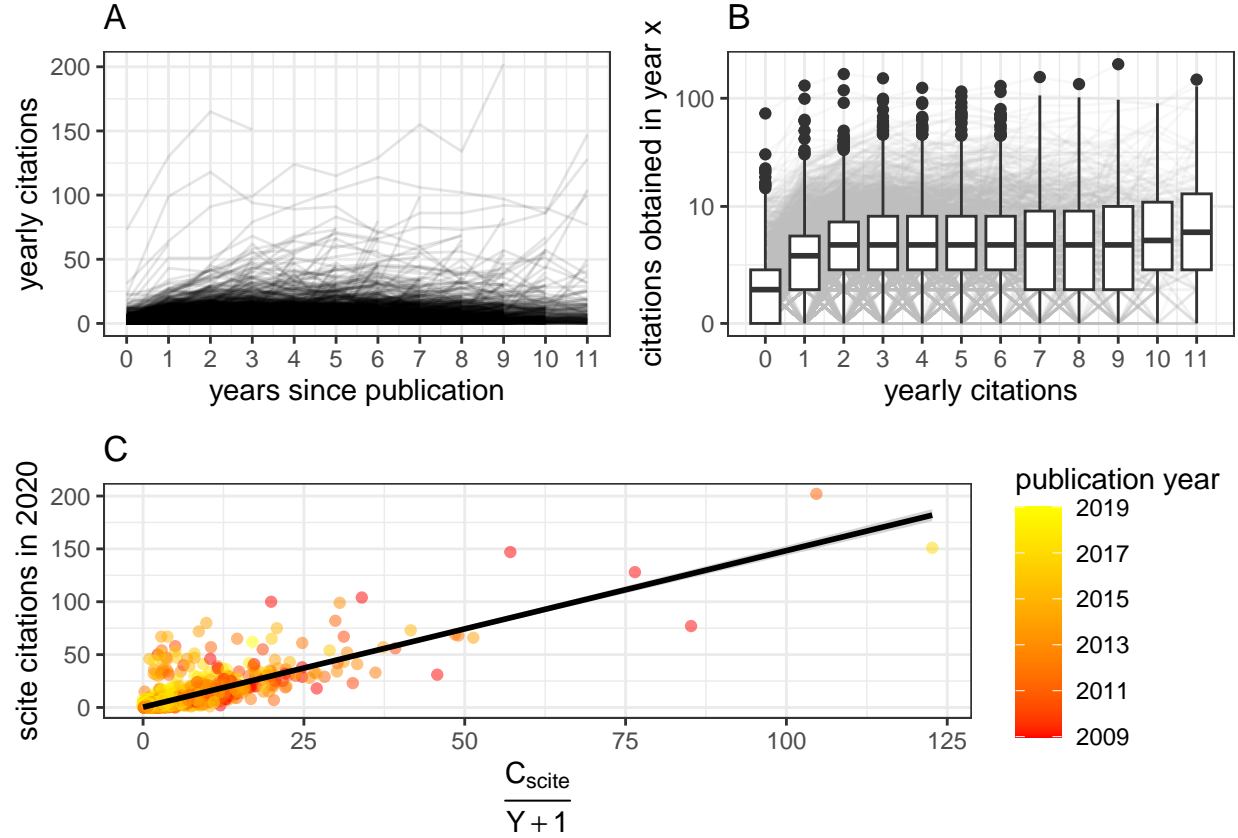 A
yearly citations
200
150
100
50
0
0 1 2 3 4 5 6 7 8 9 10 11
years since publication
B
citations obtained in year x
100
10
0
0 1 2 3 4 5 6 7 8 9 10 11
yearly citations
C
scite citations in 2020
200
150
100
50
0
0 25 50 75 100 125
C_scite
Y + 1
publication year
2019
2017
2015
2013
2011
2009